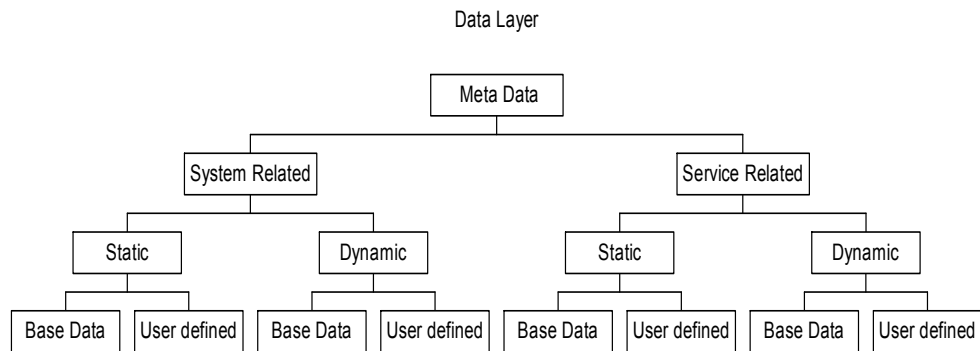 Data Layer
Meta Data
System Related
Service Related
Static
Dynamic
Static
Dynamic
Base Data
User defined
Base Data
User defined
Base Data
User defined
Base Data
User defined